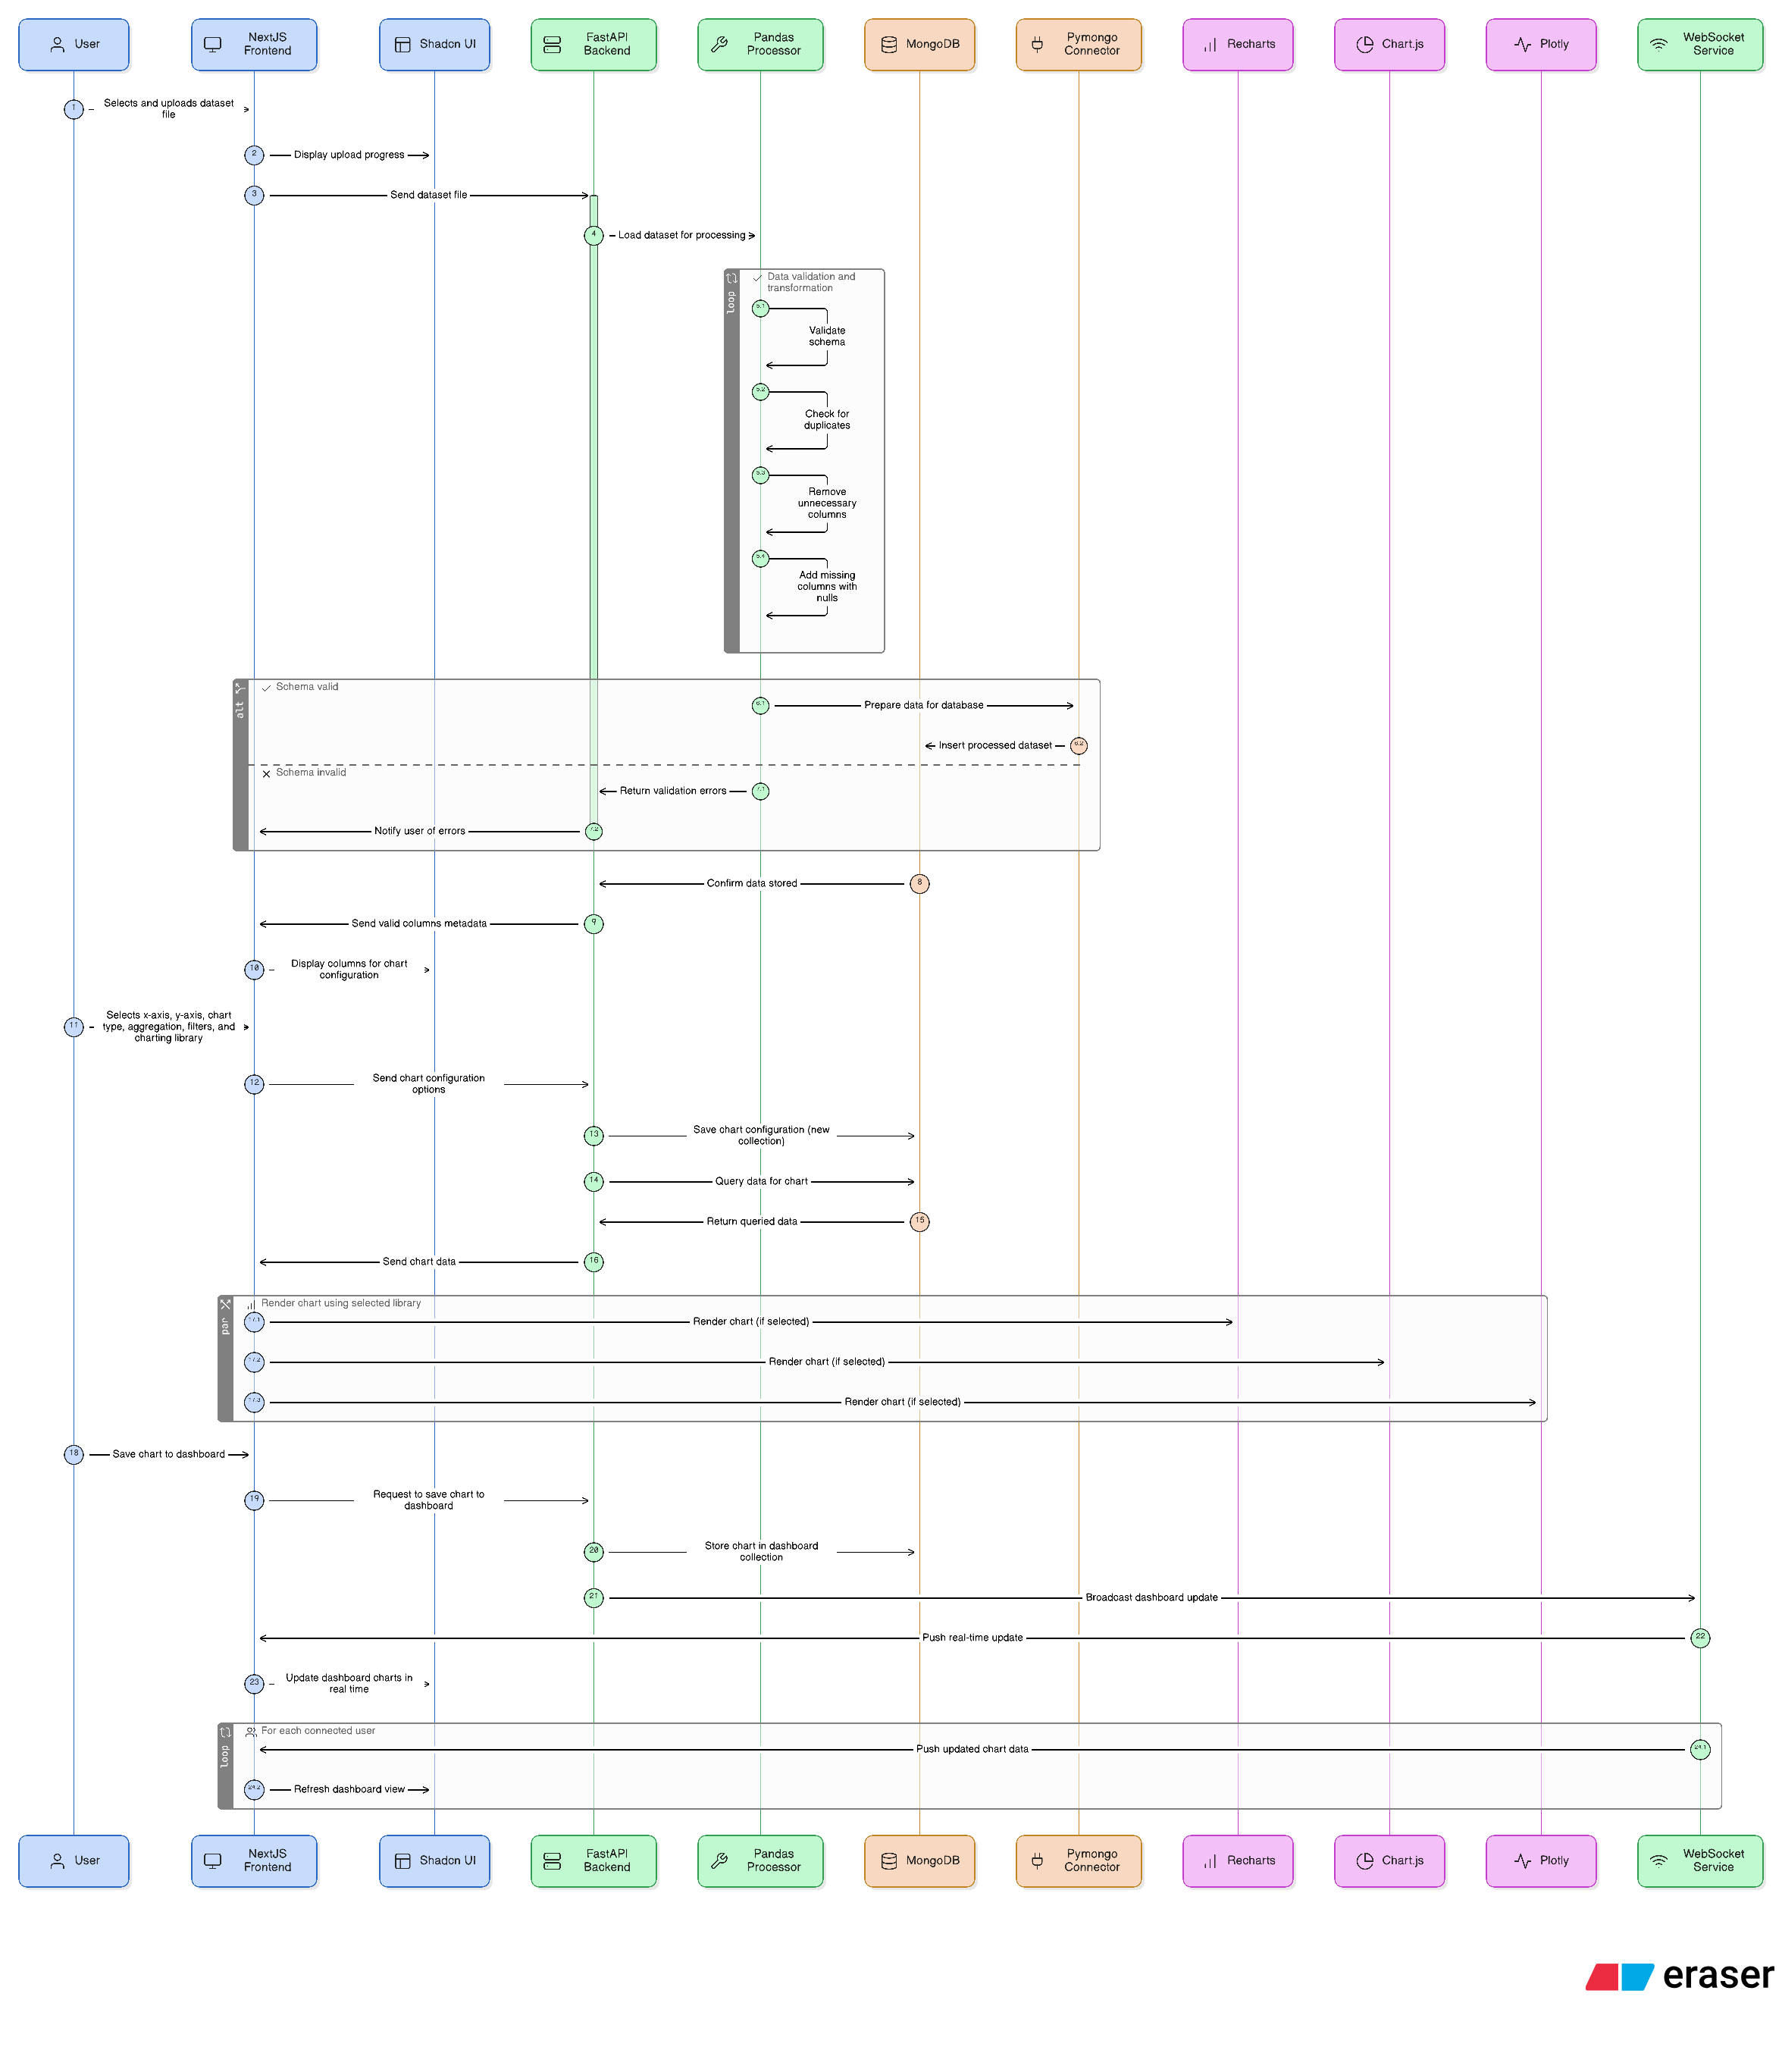 User
NextJS
Frontend
Shadcn UI
FastAPI
Backend
Pandas
Processor
MongoDB
Pymongo
Connector
Recharts
Chart.js
Plotly
WebSocket
Service
1
Selects and uploads dataset
file
2
Display upload progress
3
Send dataset file
4
Load dataset for processing
loop
Data validation and
transformation
5.1
Validate
schema
5.2
Check for
duplicates
5.3
Remove
unnecessary
columns
5.4
Add missing
columns with
nulls
alt
Schema valid
6.1
Prepare data for database
Insert processed dataset
6.2
Schema invalid
Return validation errors
7.1
Notify user of errors
7.2
Confirm data stored
8
Send valid columns metadata
9
10
Display columns for chart
configuration
11
Selects x-axis, y-axis, chart
type, aggregation, filters, and
charting library
12
Send chart configuration
options
13
Save chart configuration (new
collection)
14
Query data for chart
Return queried data
15
Send chart data
16
par
Render chart using selected library
17.1
Render chart (if selected)
17.2
Render chart (if selected)
17.3
Render chart (if selected)
18
Save chart to dashboard
19
Request to save chart to
dashboard
20
Store chart in dashboard
collection
21
Broadcast dashboard update
Push real-time update
22
23
Update dashboard charts in
real time
loop
For each connected user
Push updated chart data
24.1
24.2
Refresh dashboard view
User
NextJS
Frontend
Shadcn UI
FastAPI
Backend
Pandas
Processor
MongoDB
Pymongo
Connector
Recharts
Chart.js
Plotly
WebSocket
Service
eraser